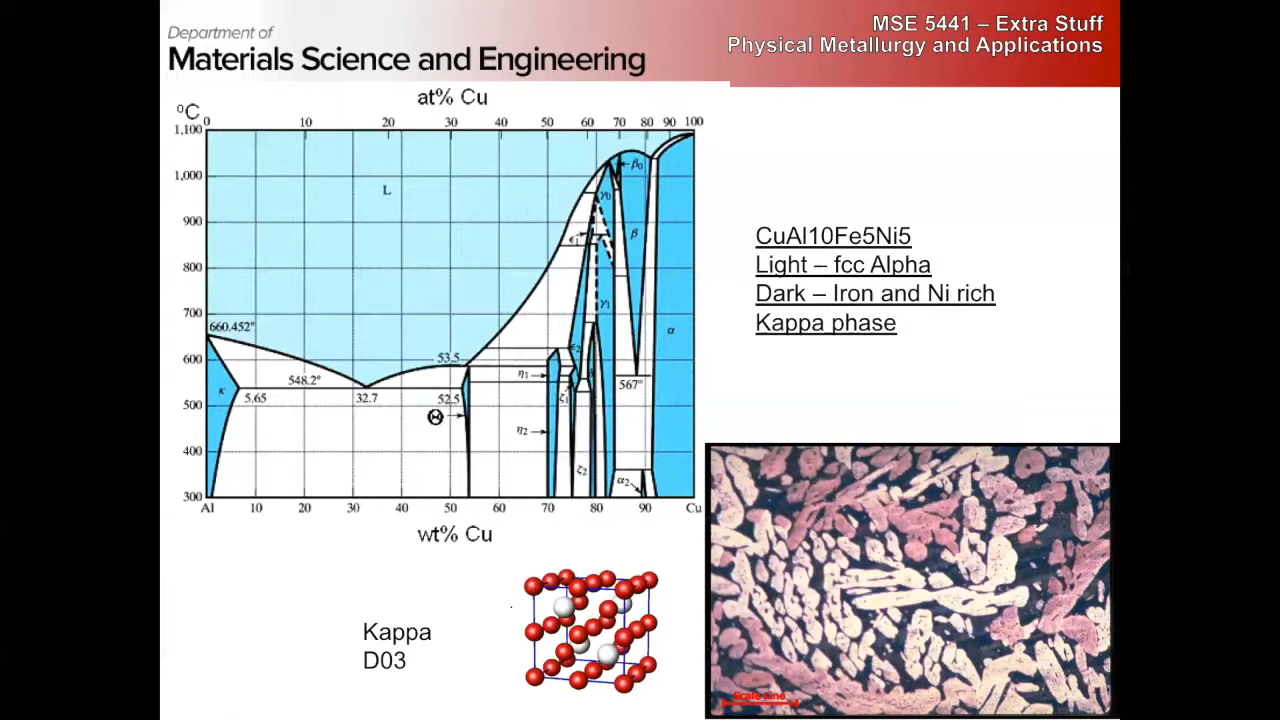 Department of
Materials Science and Engineering
MSE 5441 – Extra Stuff
Physical Metallurgy and Applications
at% Cu
°C
0 10 20 30 40 50 60 70 80 90 100
1,100
1,000
900
800
700
600
500
400
300
L
β₀
γ₀
ϵ₁
β
γ₁
α
660.452°
53.5
ϵ₂
548.2°
η₁
567°
κ
5.65
32.7
52.5
ζ₁
Θ
η₂
ζ₂
α₂
Al 10 20 30 40 50 60 70 80 90 Cu
wt% Cu
CuAl10Fe5Ni5
Light – fcc Alpha
Dark – Iron and Ni rich
Kappa phase
Kappa
D03
Scale Line